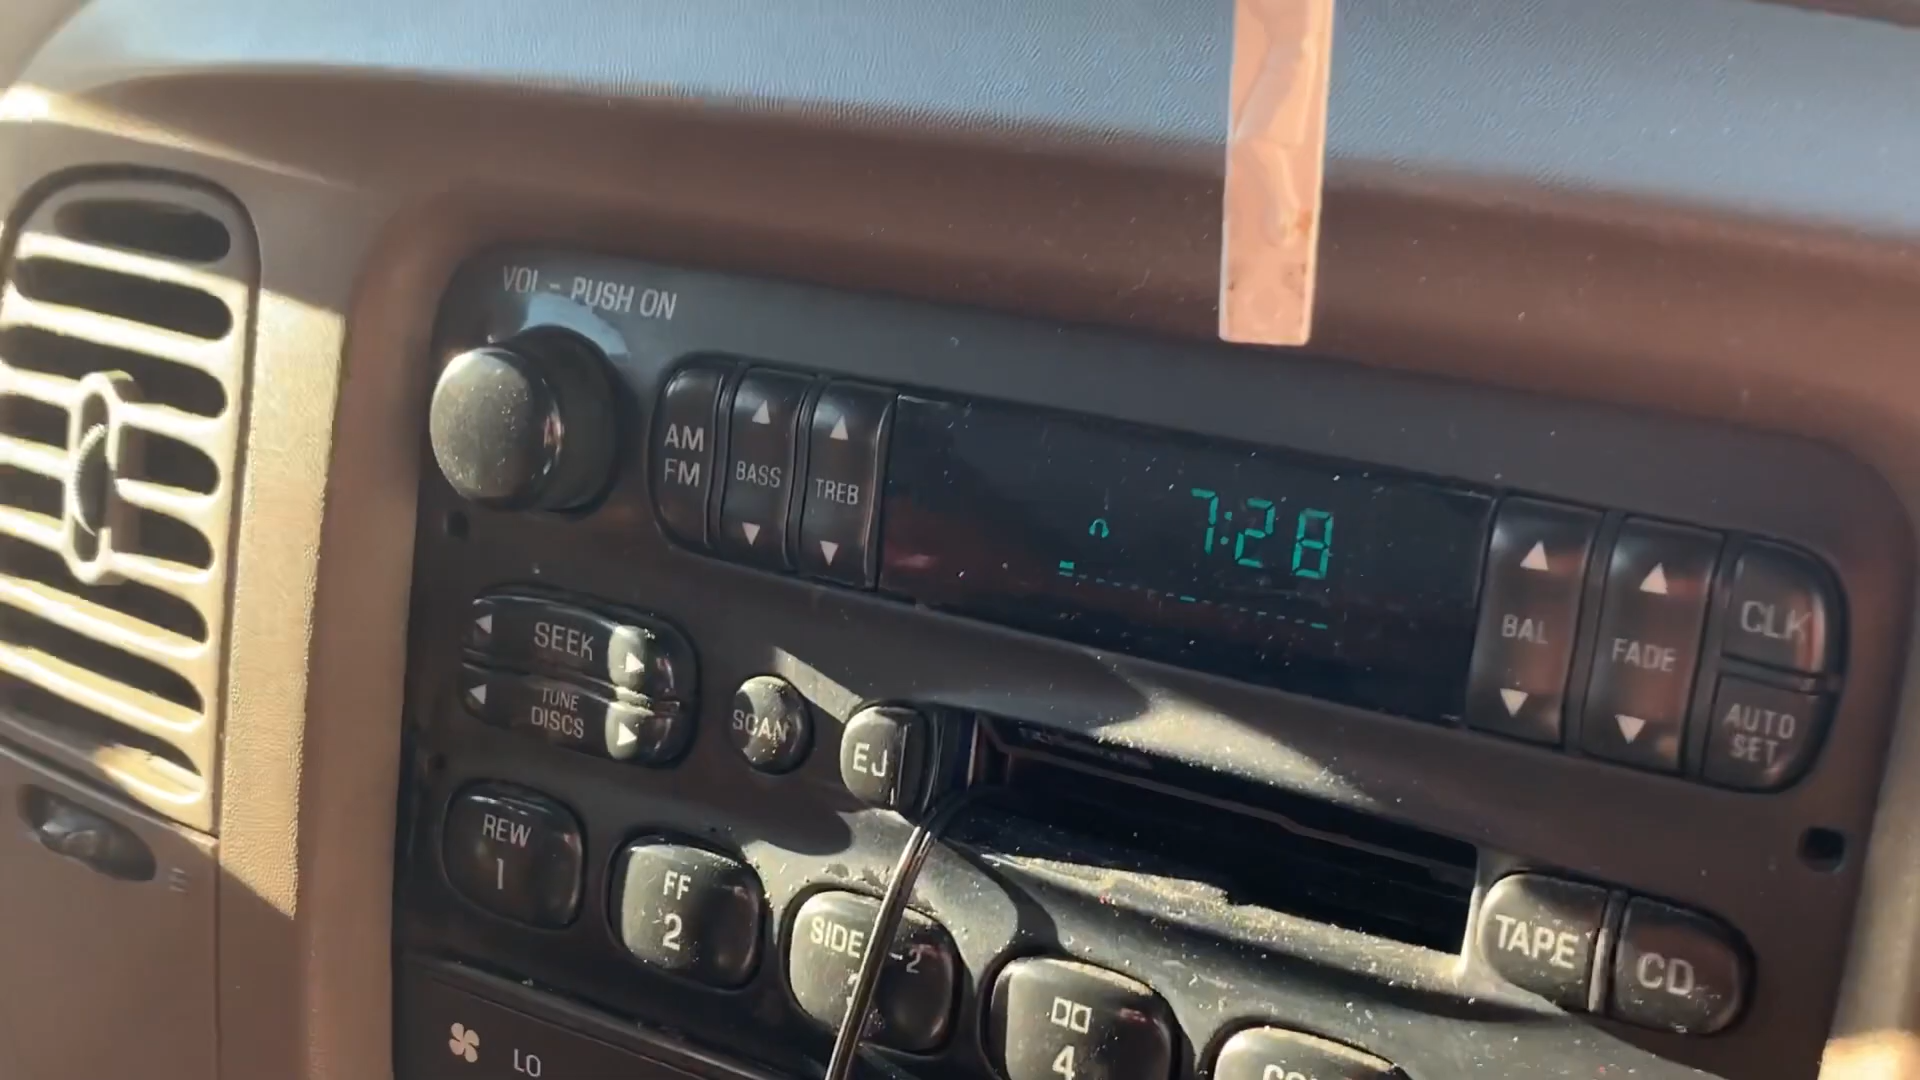 VOL - PUSH ON
AM
FM
BASS
TREB
7:28
BAL
FADE
CLK
AUTO
SET
SEEK
TUNE
DISCS
SCAN
EJ
REW
1
FF
2
SIDE
-2
4
TAPE
CD
LO